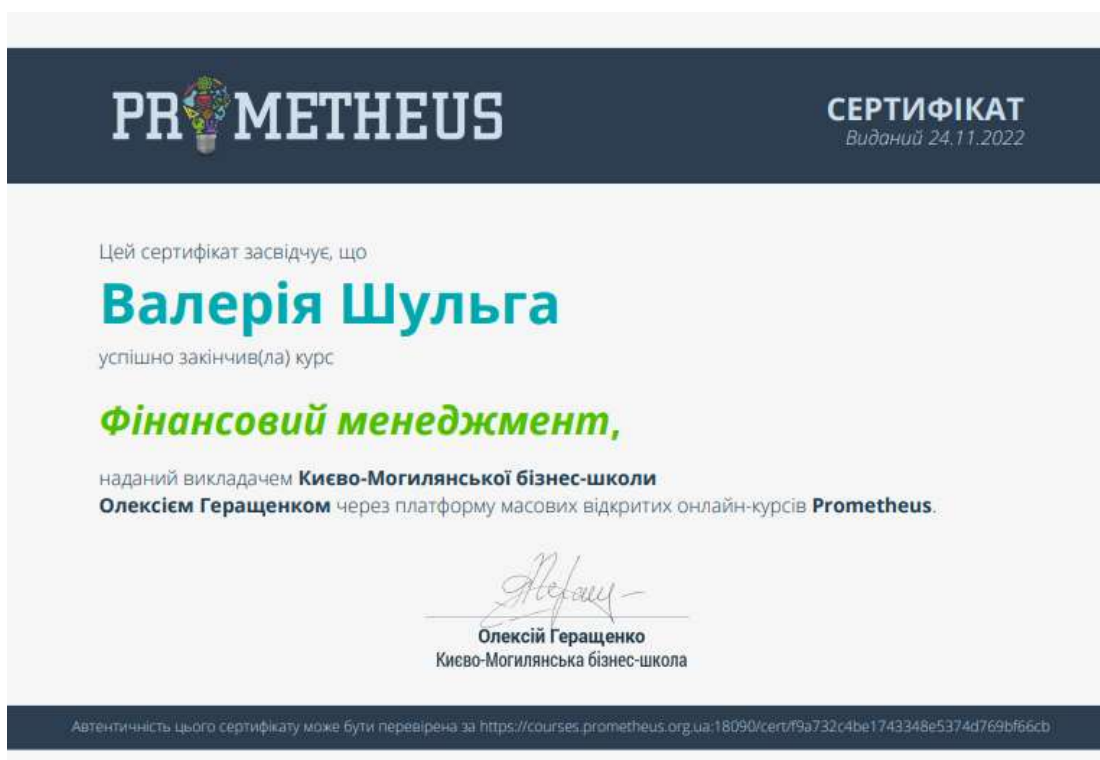 PROMETHEUS
СЕРТИФІКАТ
Виданий 24.11.2022
Цей сертифікат засвідчує, що
Валерія Шульга
успішно закінчив(ла) курс
Фінансовий менеджмент,
наданий викладачем Києво-Могилянської бізнес-школи
Олексієм Геращенком через платформу масових відкритих онлайн-курсів Prometheus.
Олексій Геращенко
Києво-Могилянська бізнес-школа
Автентичність цього сертифікату може бути перевірена за https://courses.prometheus.org.ua:18090/cert/f9a732c4be1743348e5374d769bf66cb